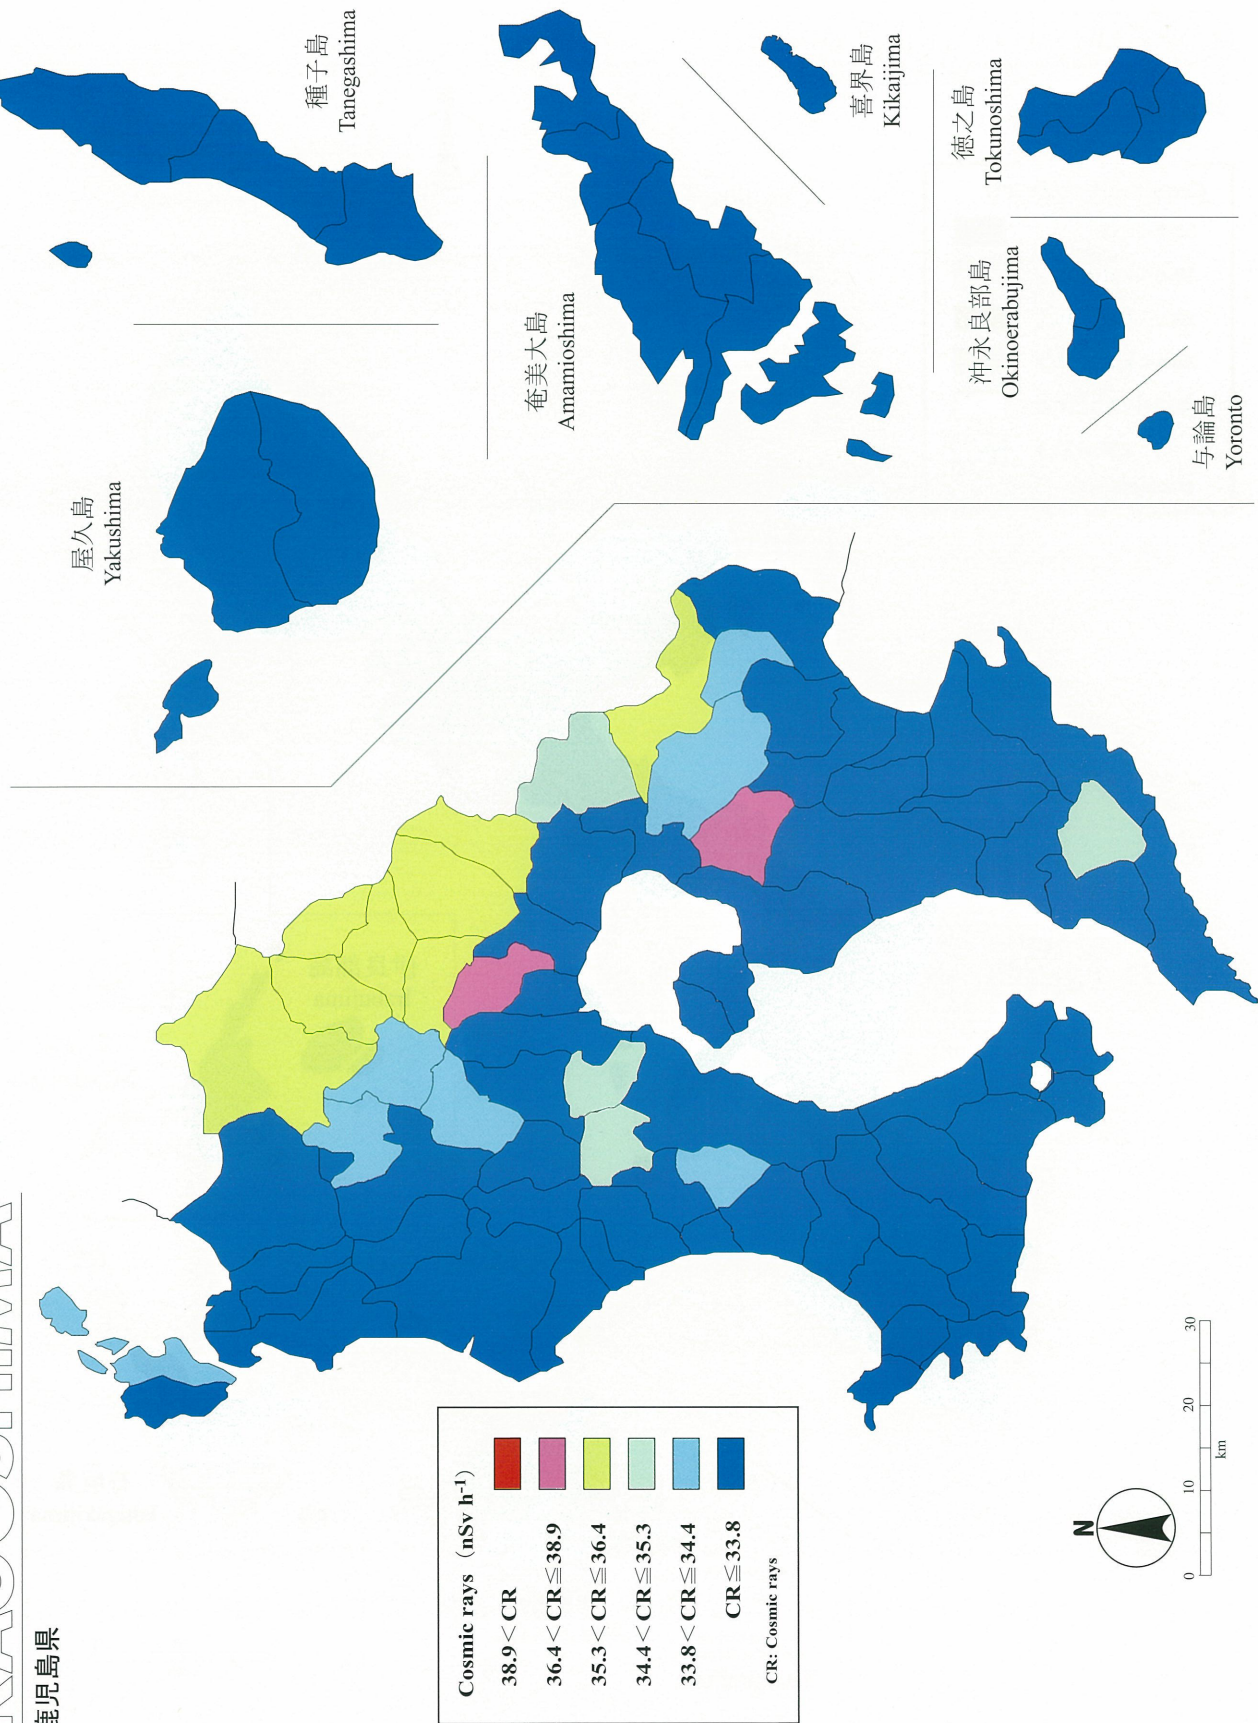 鹿児島県
屋久島
Yakushima
種子島
Tanegashima
奄美大島
Amamioshima
喜界島
Kikaijima
徳之島
Tokunoshima
沖永良部島
Okinoerabujima
与論島
Yoronto
Cosmic rays (nSv h⁻¹)
38.9＜CR
36.4＜CR≦38.9
35.3＜CR≦36.4
34.4＜CR≦35.3
33.8＜CR≦34.4
CR≦33.8
CR: Cosmic rays
N
0 10 20 30
km